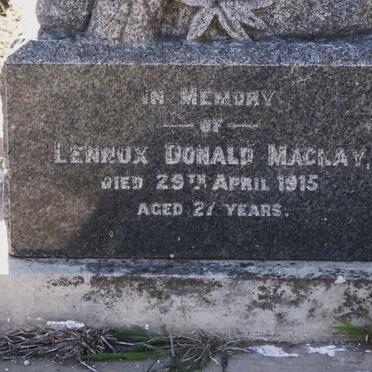 IN MEMORY
OF
LENNOX DONALD MACKAY,
DIED 29TH APRIL 1915
AGED 27 YEARS.